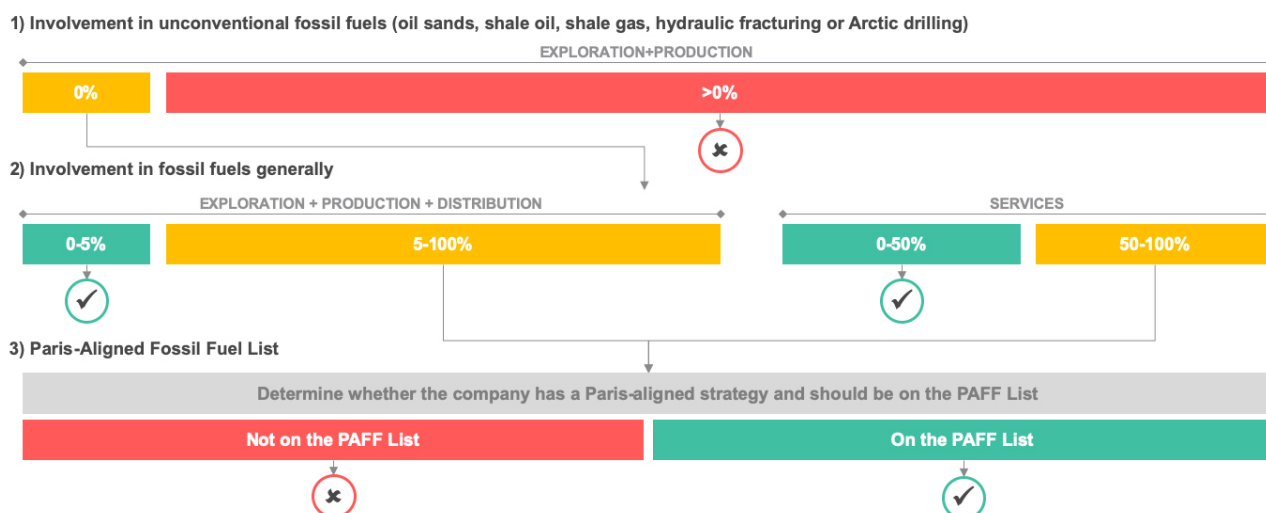 1) Involvement in unconventional fossil fuels (oil sands, shale oil, shale gas, hydraulic fracturing or Arctic drilling)
EXPLORATION+PRODUCTION
0%
>0%
2) Involvement in fossil fuels generally
EXPLORATION + PRODUCTION + DISTRIBUTION
SERVICES
0-5%
5-100%
0-50%
50-100%
3) Paris-Aligned Fossil Fuel List
Determine whether the company has a Paris-aligned strategy and should be on the PAFF List
Not on the PAFF List
On the PAFF List